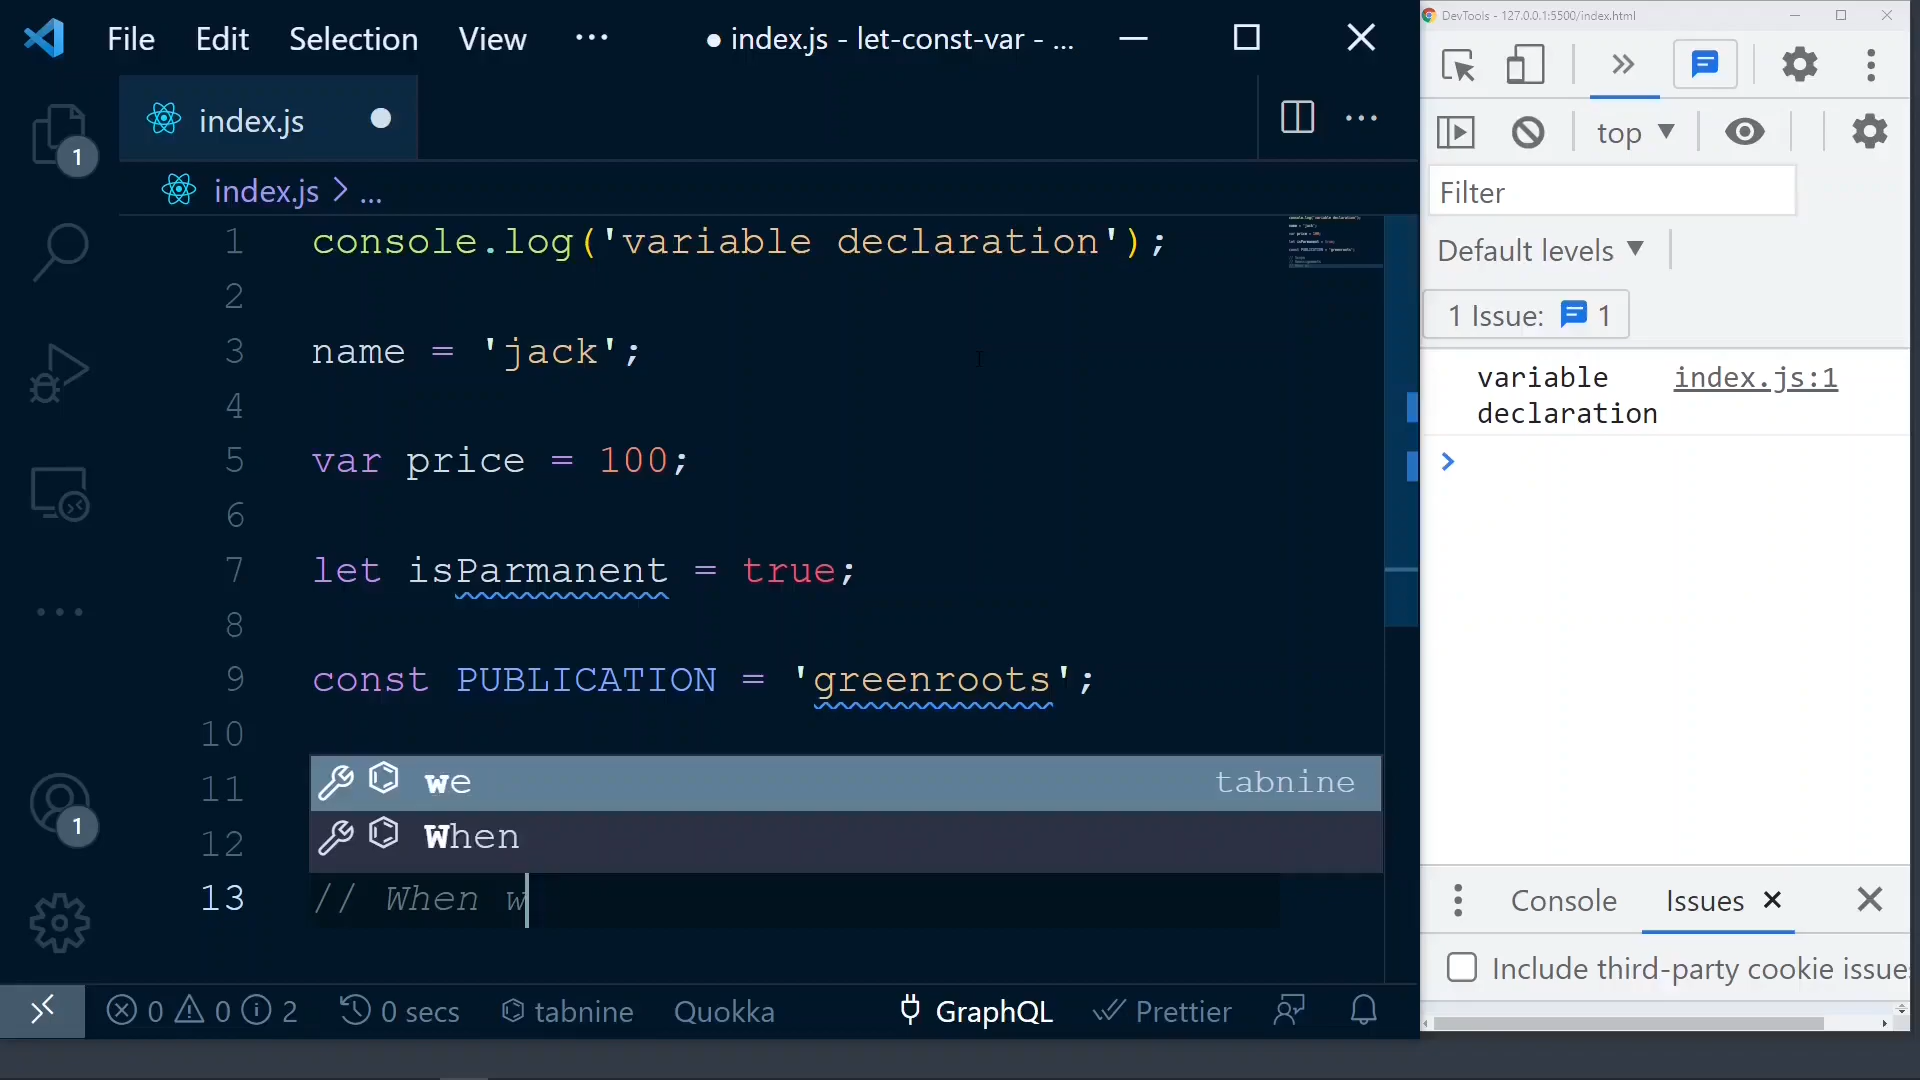 File Edit Selection View ··· ● index.js - let-const-var - ...
index.js
index.js > ...
1 console.log('variable declaration');
2
3 name = 'jack';
4
5 var price = 100;
6
7 let isParmanent = true;
8
9 const PUBLICATION = 'greenroots';
10
11
12
we tabnine
When
13 // When w
1
1
0 0 2 0 secs tabnine Quokka GraphQL Prettier
DevTools - 127.0.0.1:5500/index.html
top
Filter
Default levels
1 Issue: 1
variable index.js:1
declaration
Console Issues
Include third-party cookie issue